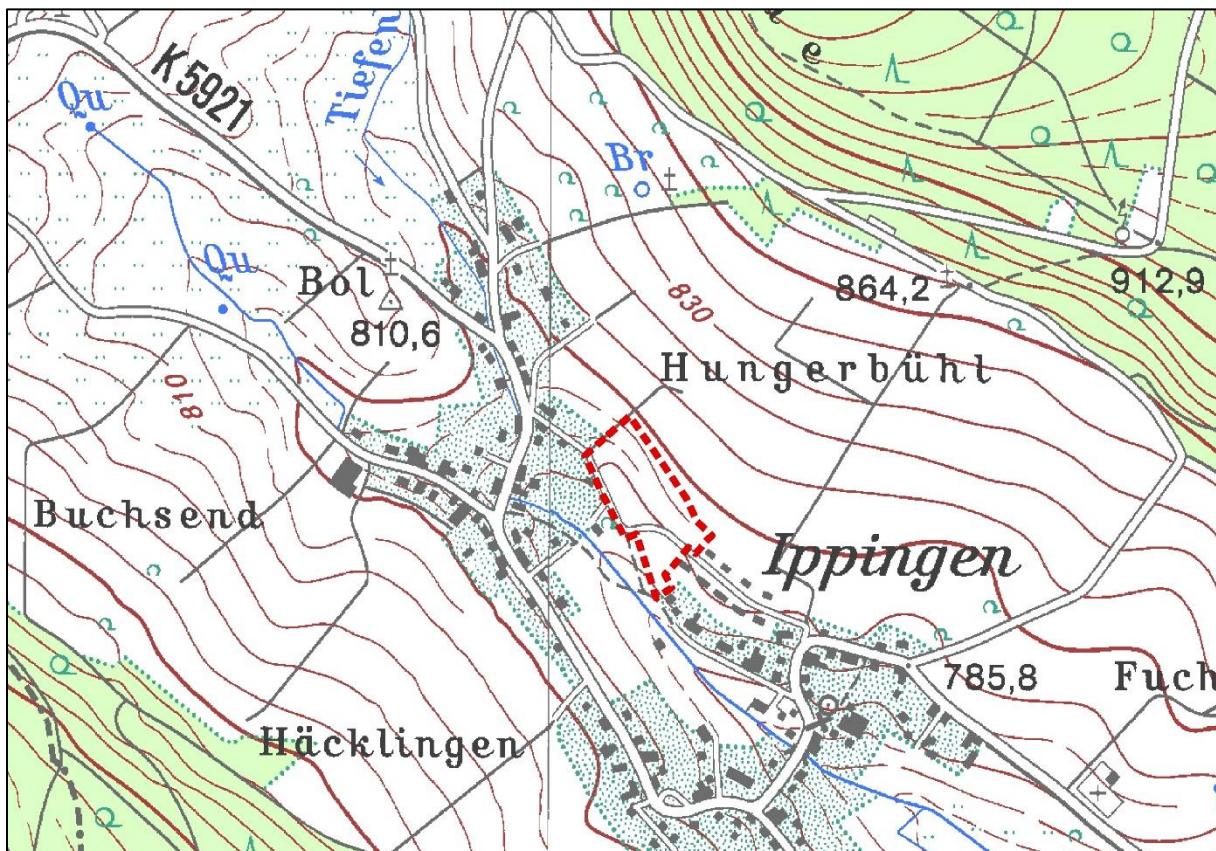 K 5921
Tiefen
Qu
Qu
Br
Bol
810,6
810
830
864,2
912,9
Hungerbühl
Buchsend
Ippingen
785,8
Fuch
Häcklingen
e